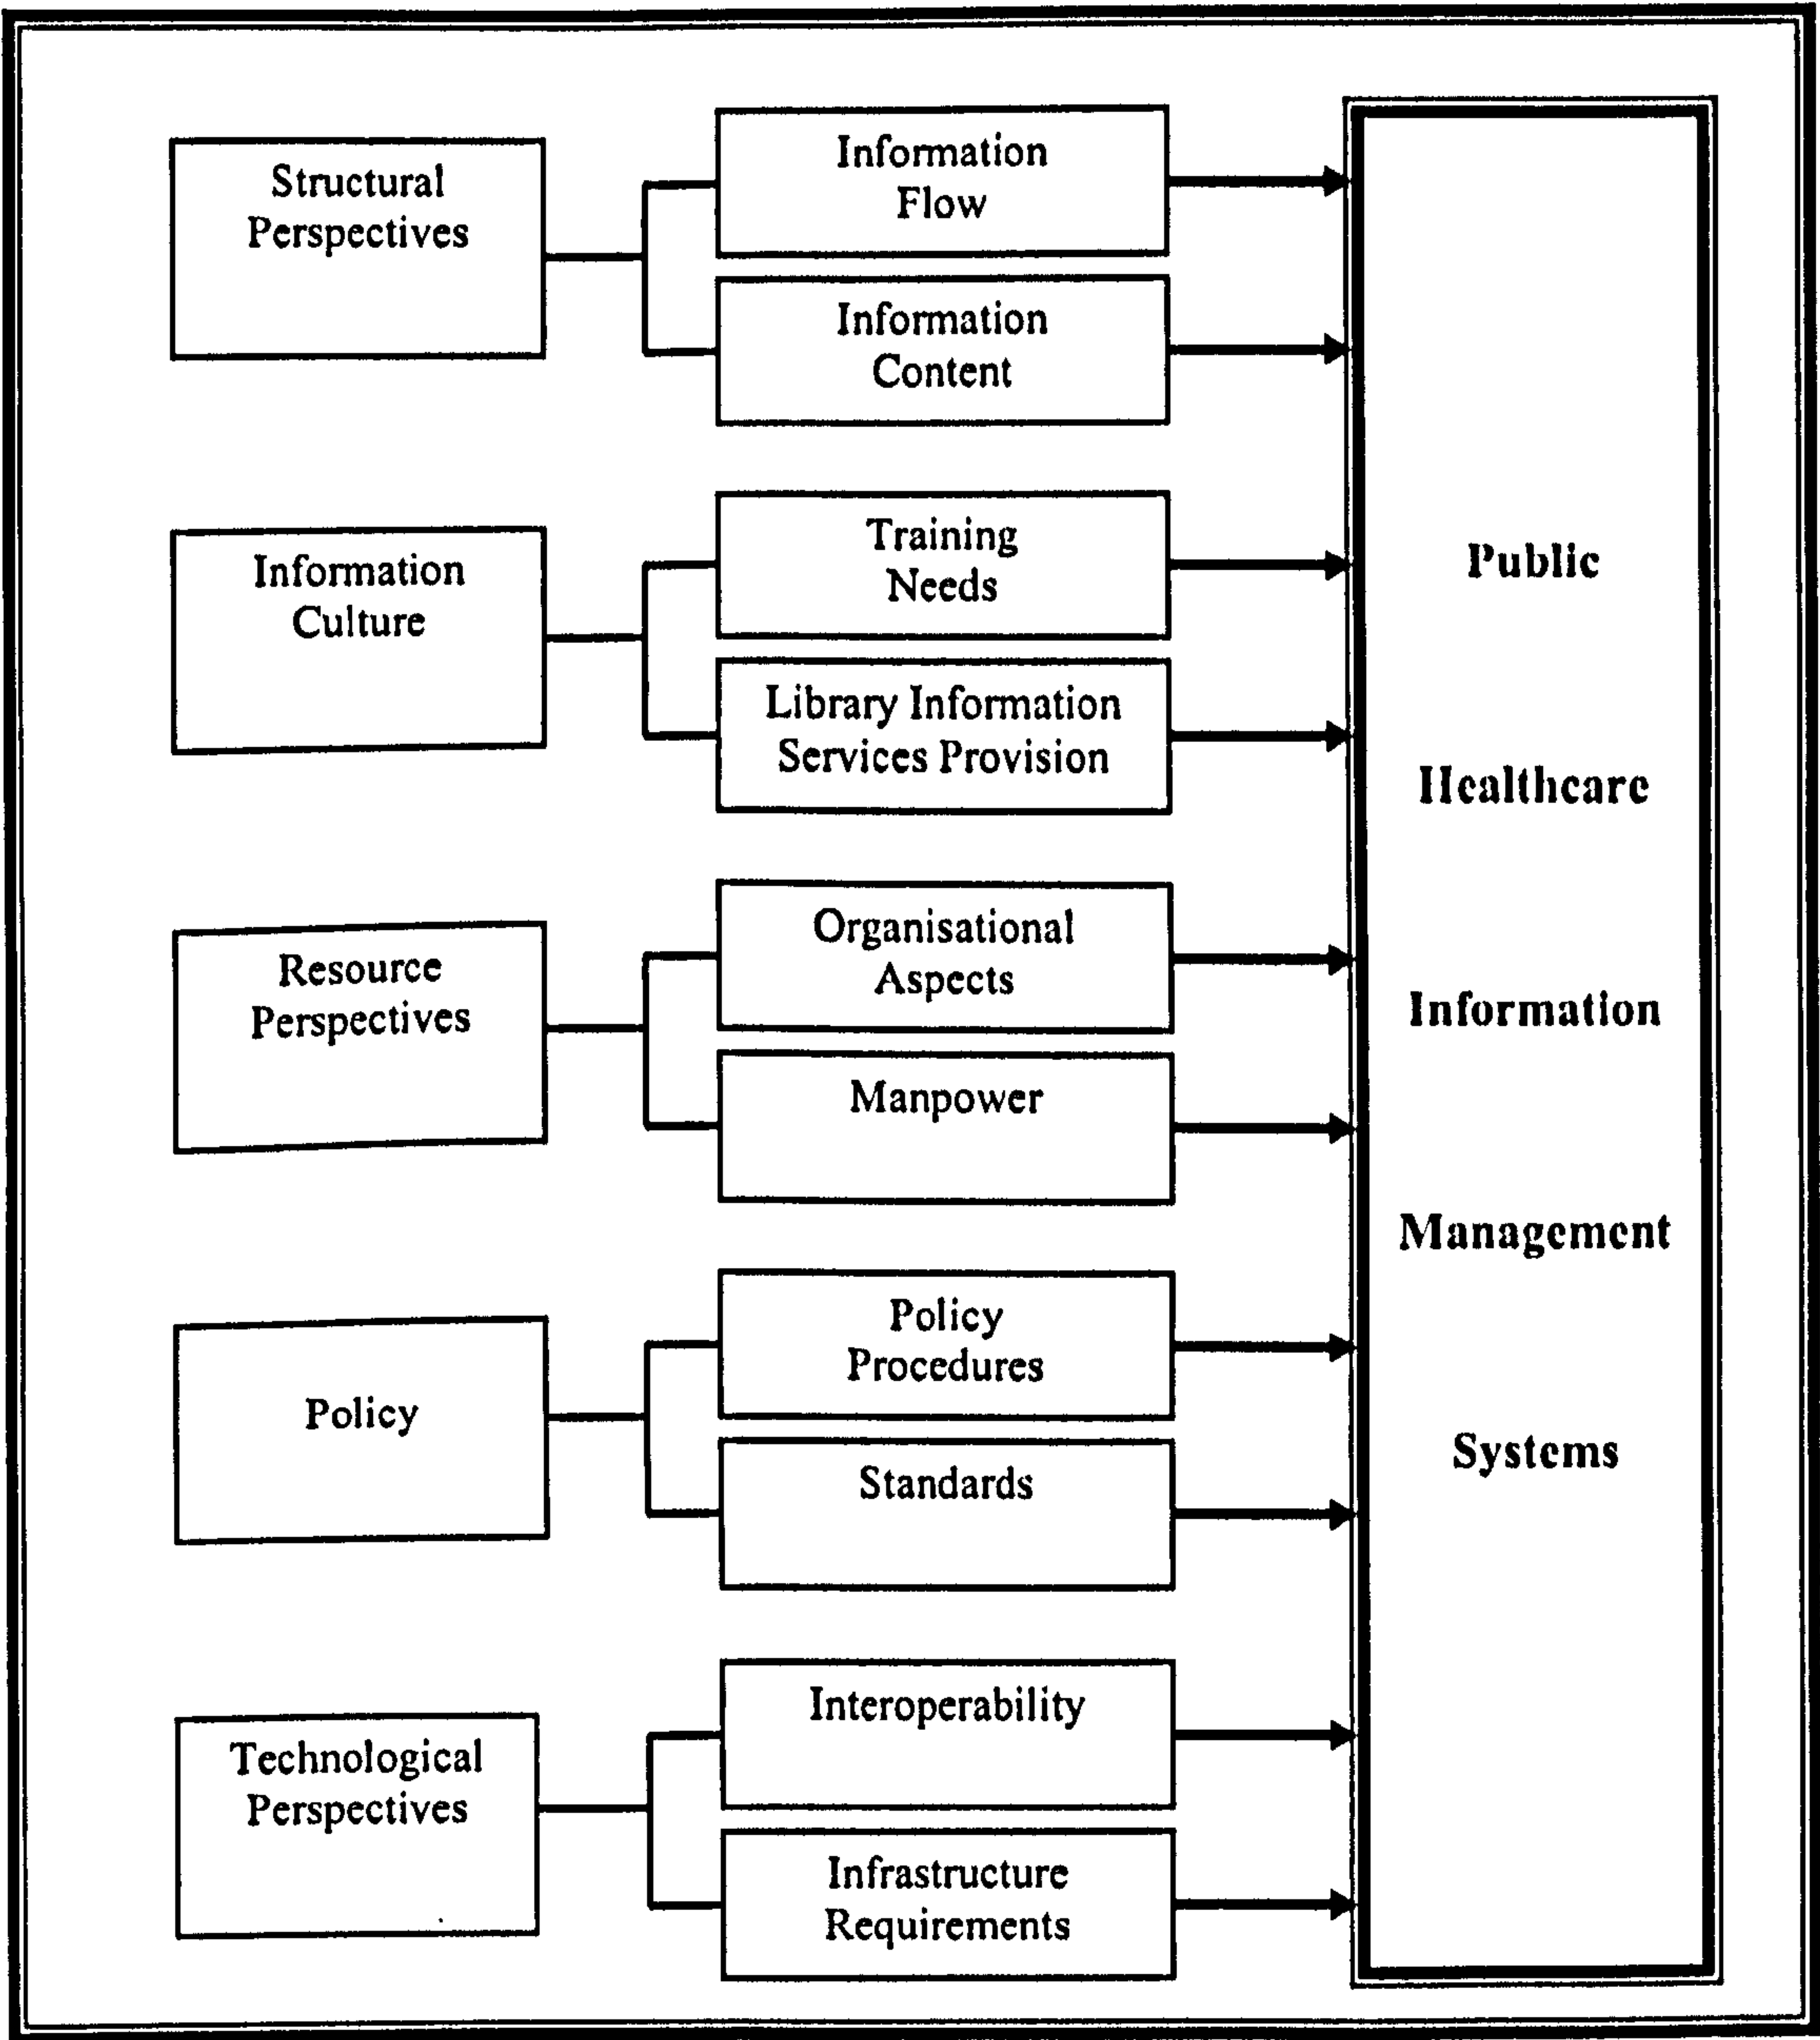 Structural
Perspectives
Information
Flow
Information
Content
Information
Culture
Training
Needs
Library Information
Services Provision
Resource
Perspectives
Organisational
Aspects
Manpower
Policy
Policy
Procedures
Standards
Technological
Perspectives
Interoperability
Infrastructure
Requirements
Public
Healthcare
Information
Management
Systems